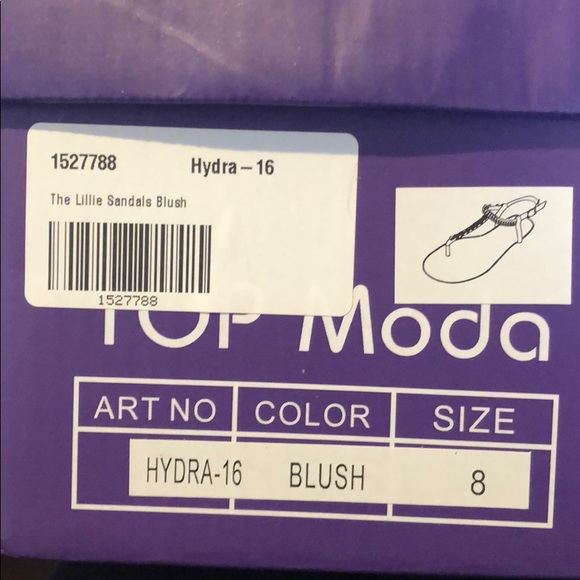 1527788 Hydra – 16
The Lillie Sandals Blush
1527788
TOP Moda
ART NO COLOR SIZE
HYDRA-16 BLUSH 8